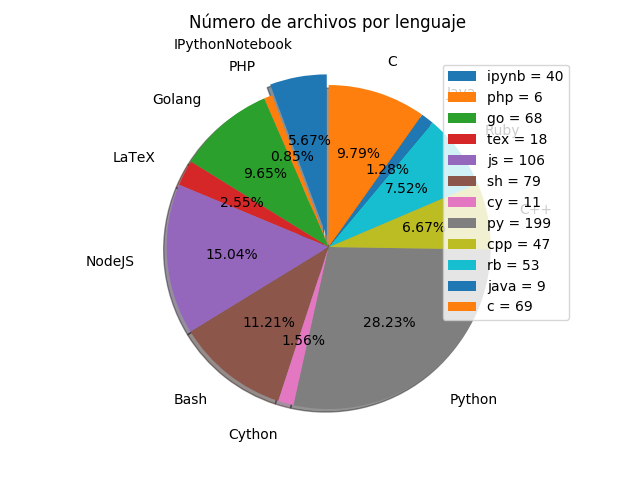 Número de archivos por lenguaje
IPythonNotebook
PHP
C
Golang
Java
Ruby
LaTeX
C++
NodeJS
Bash
Python
Cython
5.67%
0.85%
9.79%
1.28%
9.65%
7.52%
2.55%
6.67%
15.04%
11.21%
28.23%
1.56%
ipynb = 40
php = 6
go = 68
tex = 18
js = 106
sh = 79
cy = 11
py = 199
cpp = 47
rb = 53
java = 9
c = 69